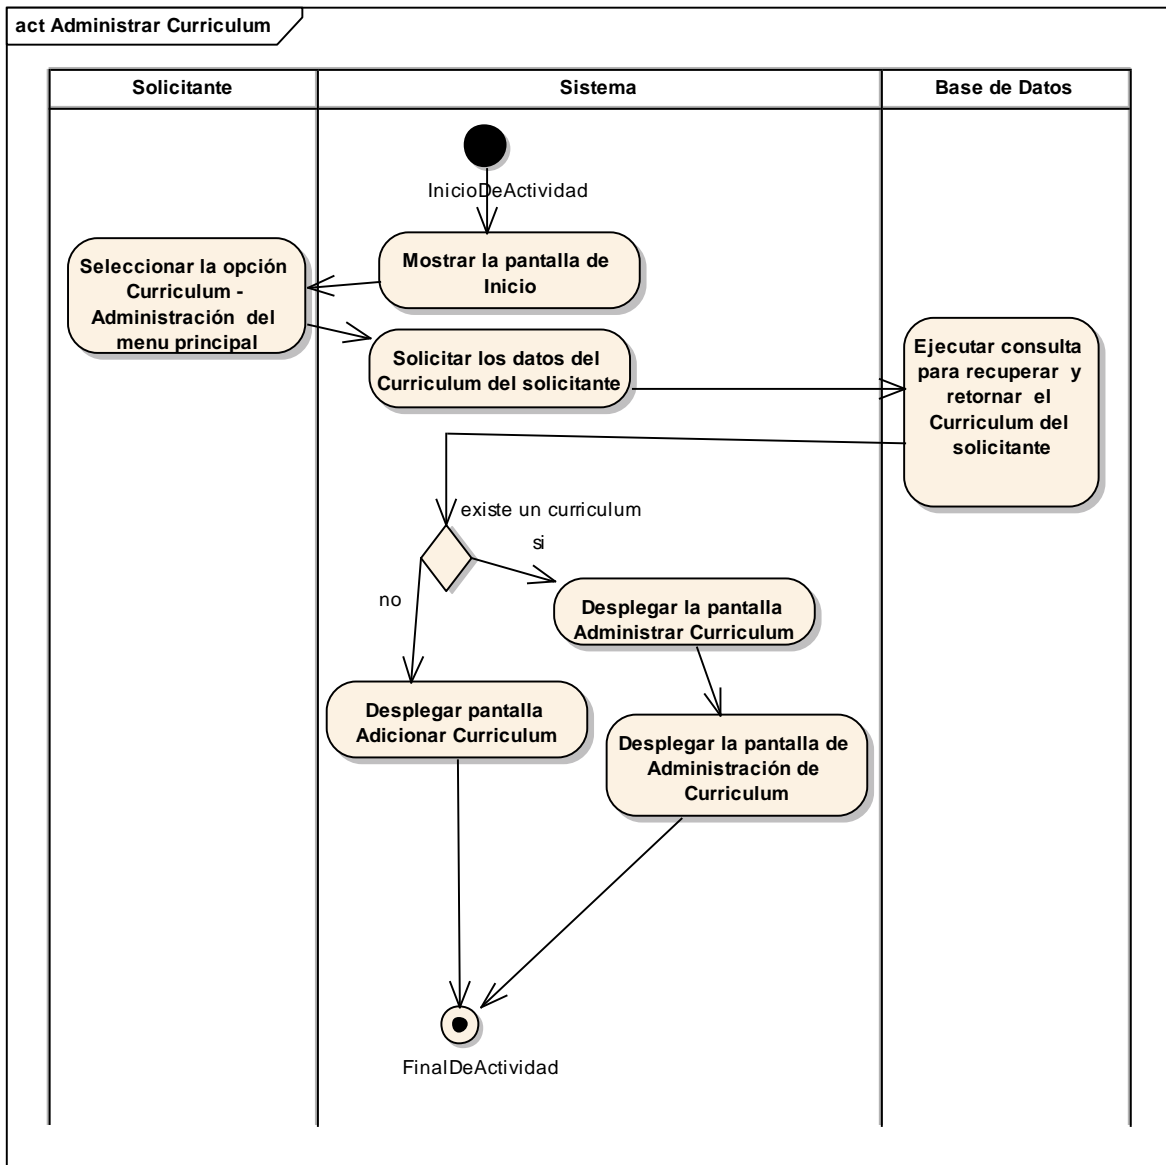 act Administrar Curriculum
Solicitante
Sistema
Base de Datos
InicioDeActividad
Mostrar la pantalla de
Inicio
Seleccionar la opción
Curriculum -
Administración  del
menu principal
Solicitar los datos del
Curriculum del solicitante
Ejecutar consulta
para recuperar  y
retornar  el
Curriculum del
solicitante
existe un curriculum
si
no
Desplegar la pantalla
Administrar Curriculum
Desplegar pantalla
Adicionar Curriculum
Desplegar la pantalla de
Administración de
Curriculum
FinalDeActividad